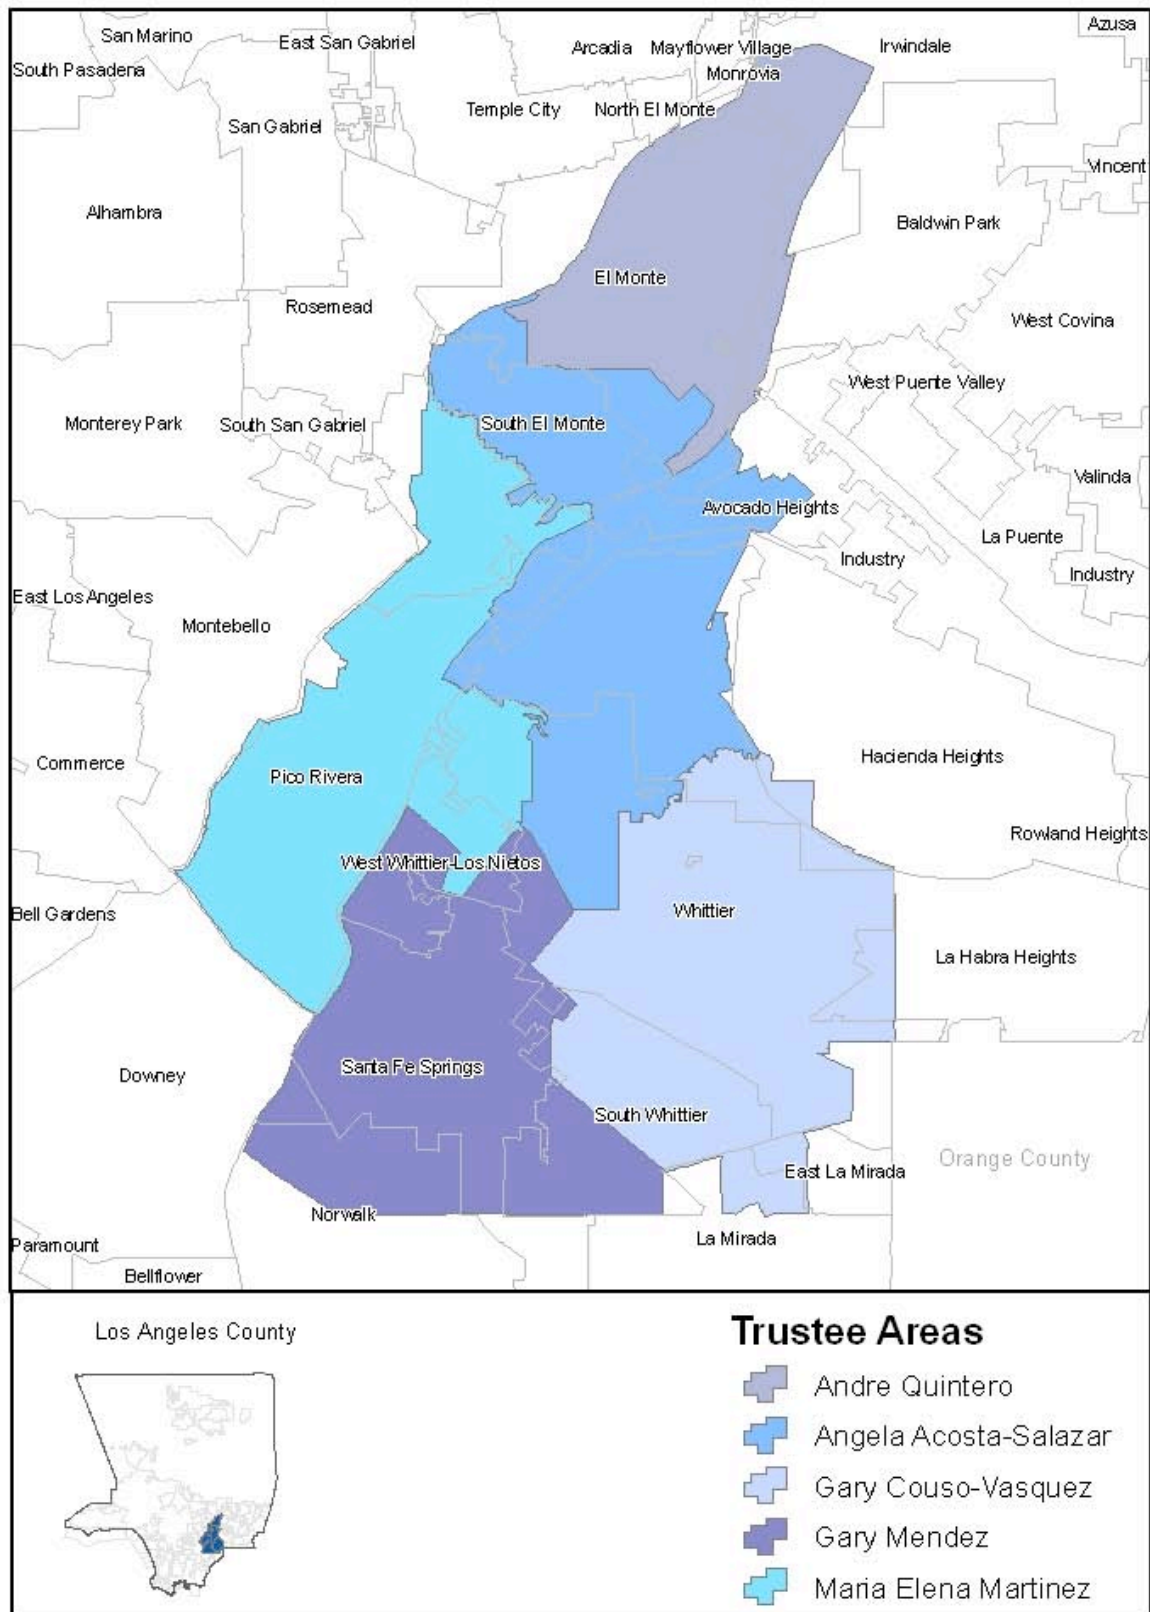 Azusa
San Marino
East San Gabriel
Arcadia
Mayflower Village
Irwindale
South Pasadena
Monrovia
Temple City
North El Monte
San Gabriel
Vincent
Alhambra
Baldwin Park
El Monte
Rosemead
West Covina
West Puente Valley
Monterey Park
South San Gabriel
South El Monte
Valinda
Avocado Heights
La Puente
Industry
Industry
East Los Angeles
Montebello
Hacienda Heights
Commerce
Pico Rivera
Rowland Heights
West Whittier-Los Nietos
Bell Gardens
Whittier
La Habra Heights
Santa Fe Springs
Downey
South Whittier
Orange County
East La Mirada
Norwalk
La Mirada
Paramount
Bellflower
Los Angeles County
Trustee Areas
Andre Quintero
Angela Acosta-Salazar
Gary Couso-Vasquez
Gary Mendez
Maria Elena Martinez